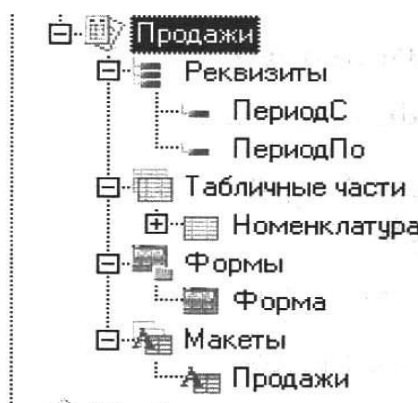 Продажи
Реквизиты
ПериодС
ПериодПо
Табличные части
Номенклатура
Формы
Форма
Макеты
Продажи